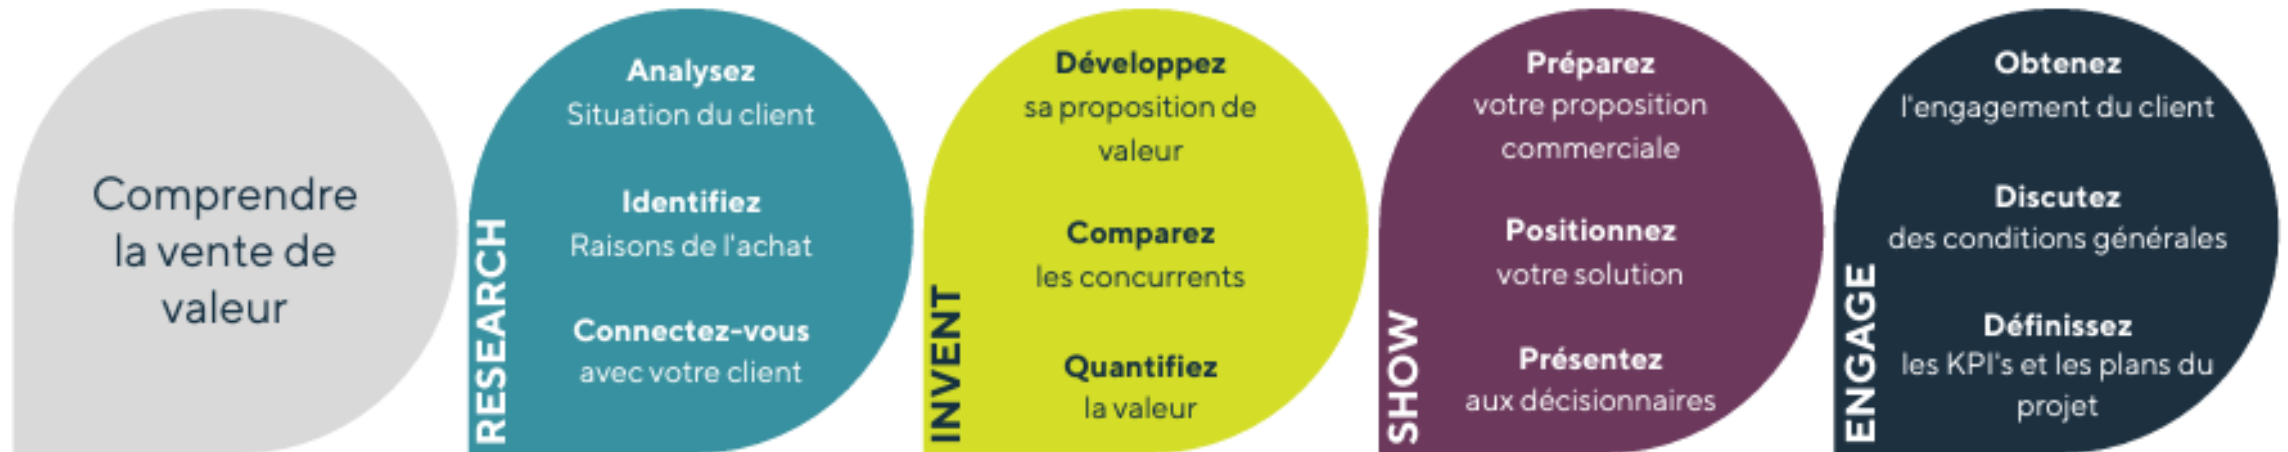 Comprendre
la vente de
valeur
RESEARCH
Analysez
Situation du client
Identifiez
Raisons de l'achat
Connectez-vous
avec votre client
INVENT
Développez
sa proposition de
valeur
Comparez
les concurrents
Quantifiez
la valeur
SHOW
Préparez
votre proposition
commerciale
Positionnez
votre solution
Présentez
aux décisionnaires
ENGAGE
Obtenez
l'engagement du client
Discutez
des conditions générales
Définissez
les KPI's et les plans du
projet